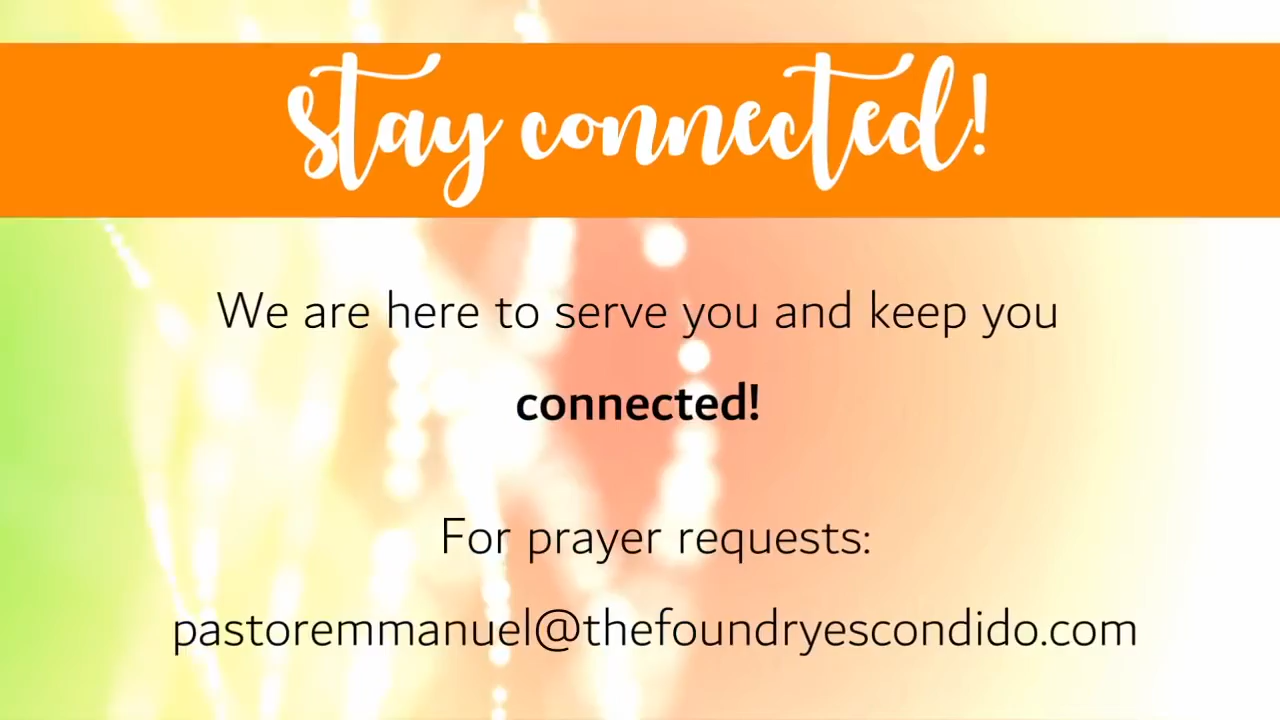 stay connected!
We are here to serve you and keep you
connected!
For prayer requests:
pastoremmanuel@thefoundryescondido.com